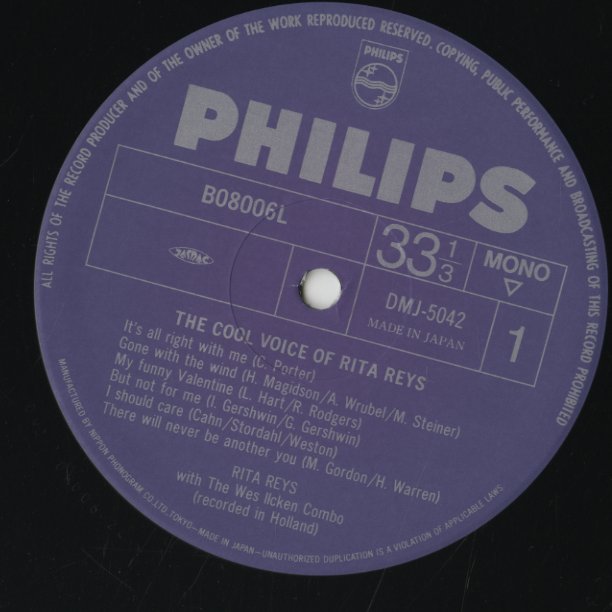 ALL RIGHTS OF THE RECORD PRODUCER AND OF THE OWNER OF THE WORK REPRODUCED RESERVED. COPYING, PUBLIC PERFORMANCE AND BROADCASTING OF THIS RECORD PROHIBITED
PHILIPS
PHILIPS
B08006L
33 1/3
MONO
▽
DMJ-5042
MADE IN JAPAN
1
THE COOL VOICE OF RITA REYS
It's all right with me (C. Porter)
Gone with the wind (H. Magidson/A. Wrubel/M. Steiner)
My funny Valentine (L. Hart/R. Rodgers)
But not for me (I. Gershwin/G. Gershwin)
I should care (Cahn/Stordahl/Weston)
There will never be another you (M. Gordon/H. Warren)
RITA REYS
with The Wes Ilcken Combo
(recorded in Holland)
MANUFACTURED BY NIPPON PHONOGRAM CO.,LTD. TOKYO—MADE IN JAPAN—UNAUTHORIZED DUPLICATION IS A VIOLATION OF APPLICABLE LAWS